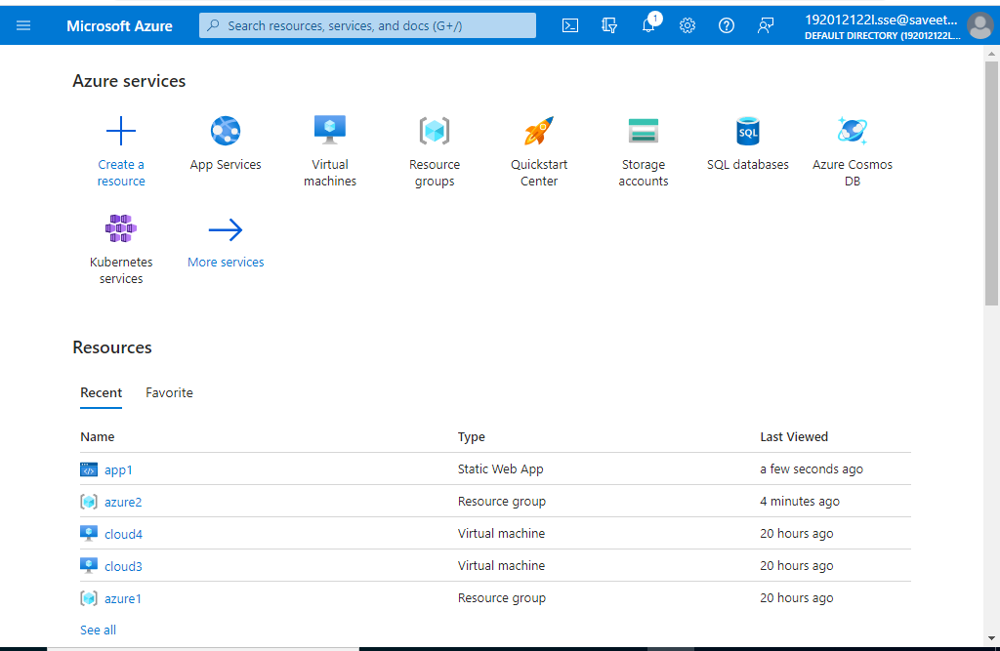 Microsoft Azure
Search resources, services, and docs (G+/)
1
192012122l.sse@saveet...
DEFAULT DIRECTORY (192012122L...
Azure services
Create a
resource
App Services
Virtual
machines
Resource
groups
Quickstart
Center
Storage
accounts
SQL
SQL databases
Azure Cosmos
DB
Kubernetes
services
More services
Resources
Recent Favorite
Name Type Last Viewed
app1 Static Web App a few seconds ago
azure2 Resource group 4 minutes ago
cloud4 Virtual machine 20 hours ago
cloud3 Virtual machine 20 hours ago
azure1 Resource group 20 hours ago
See all